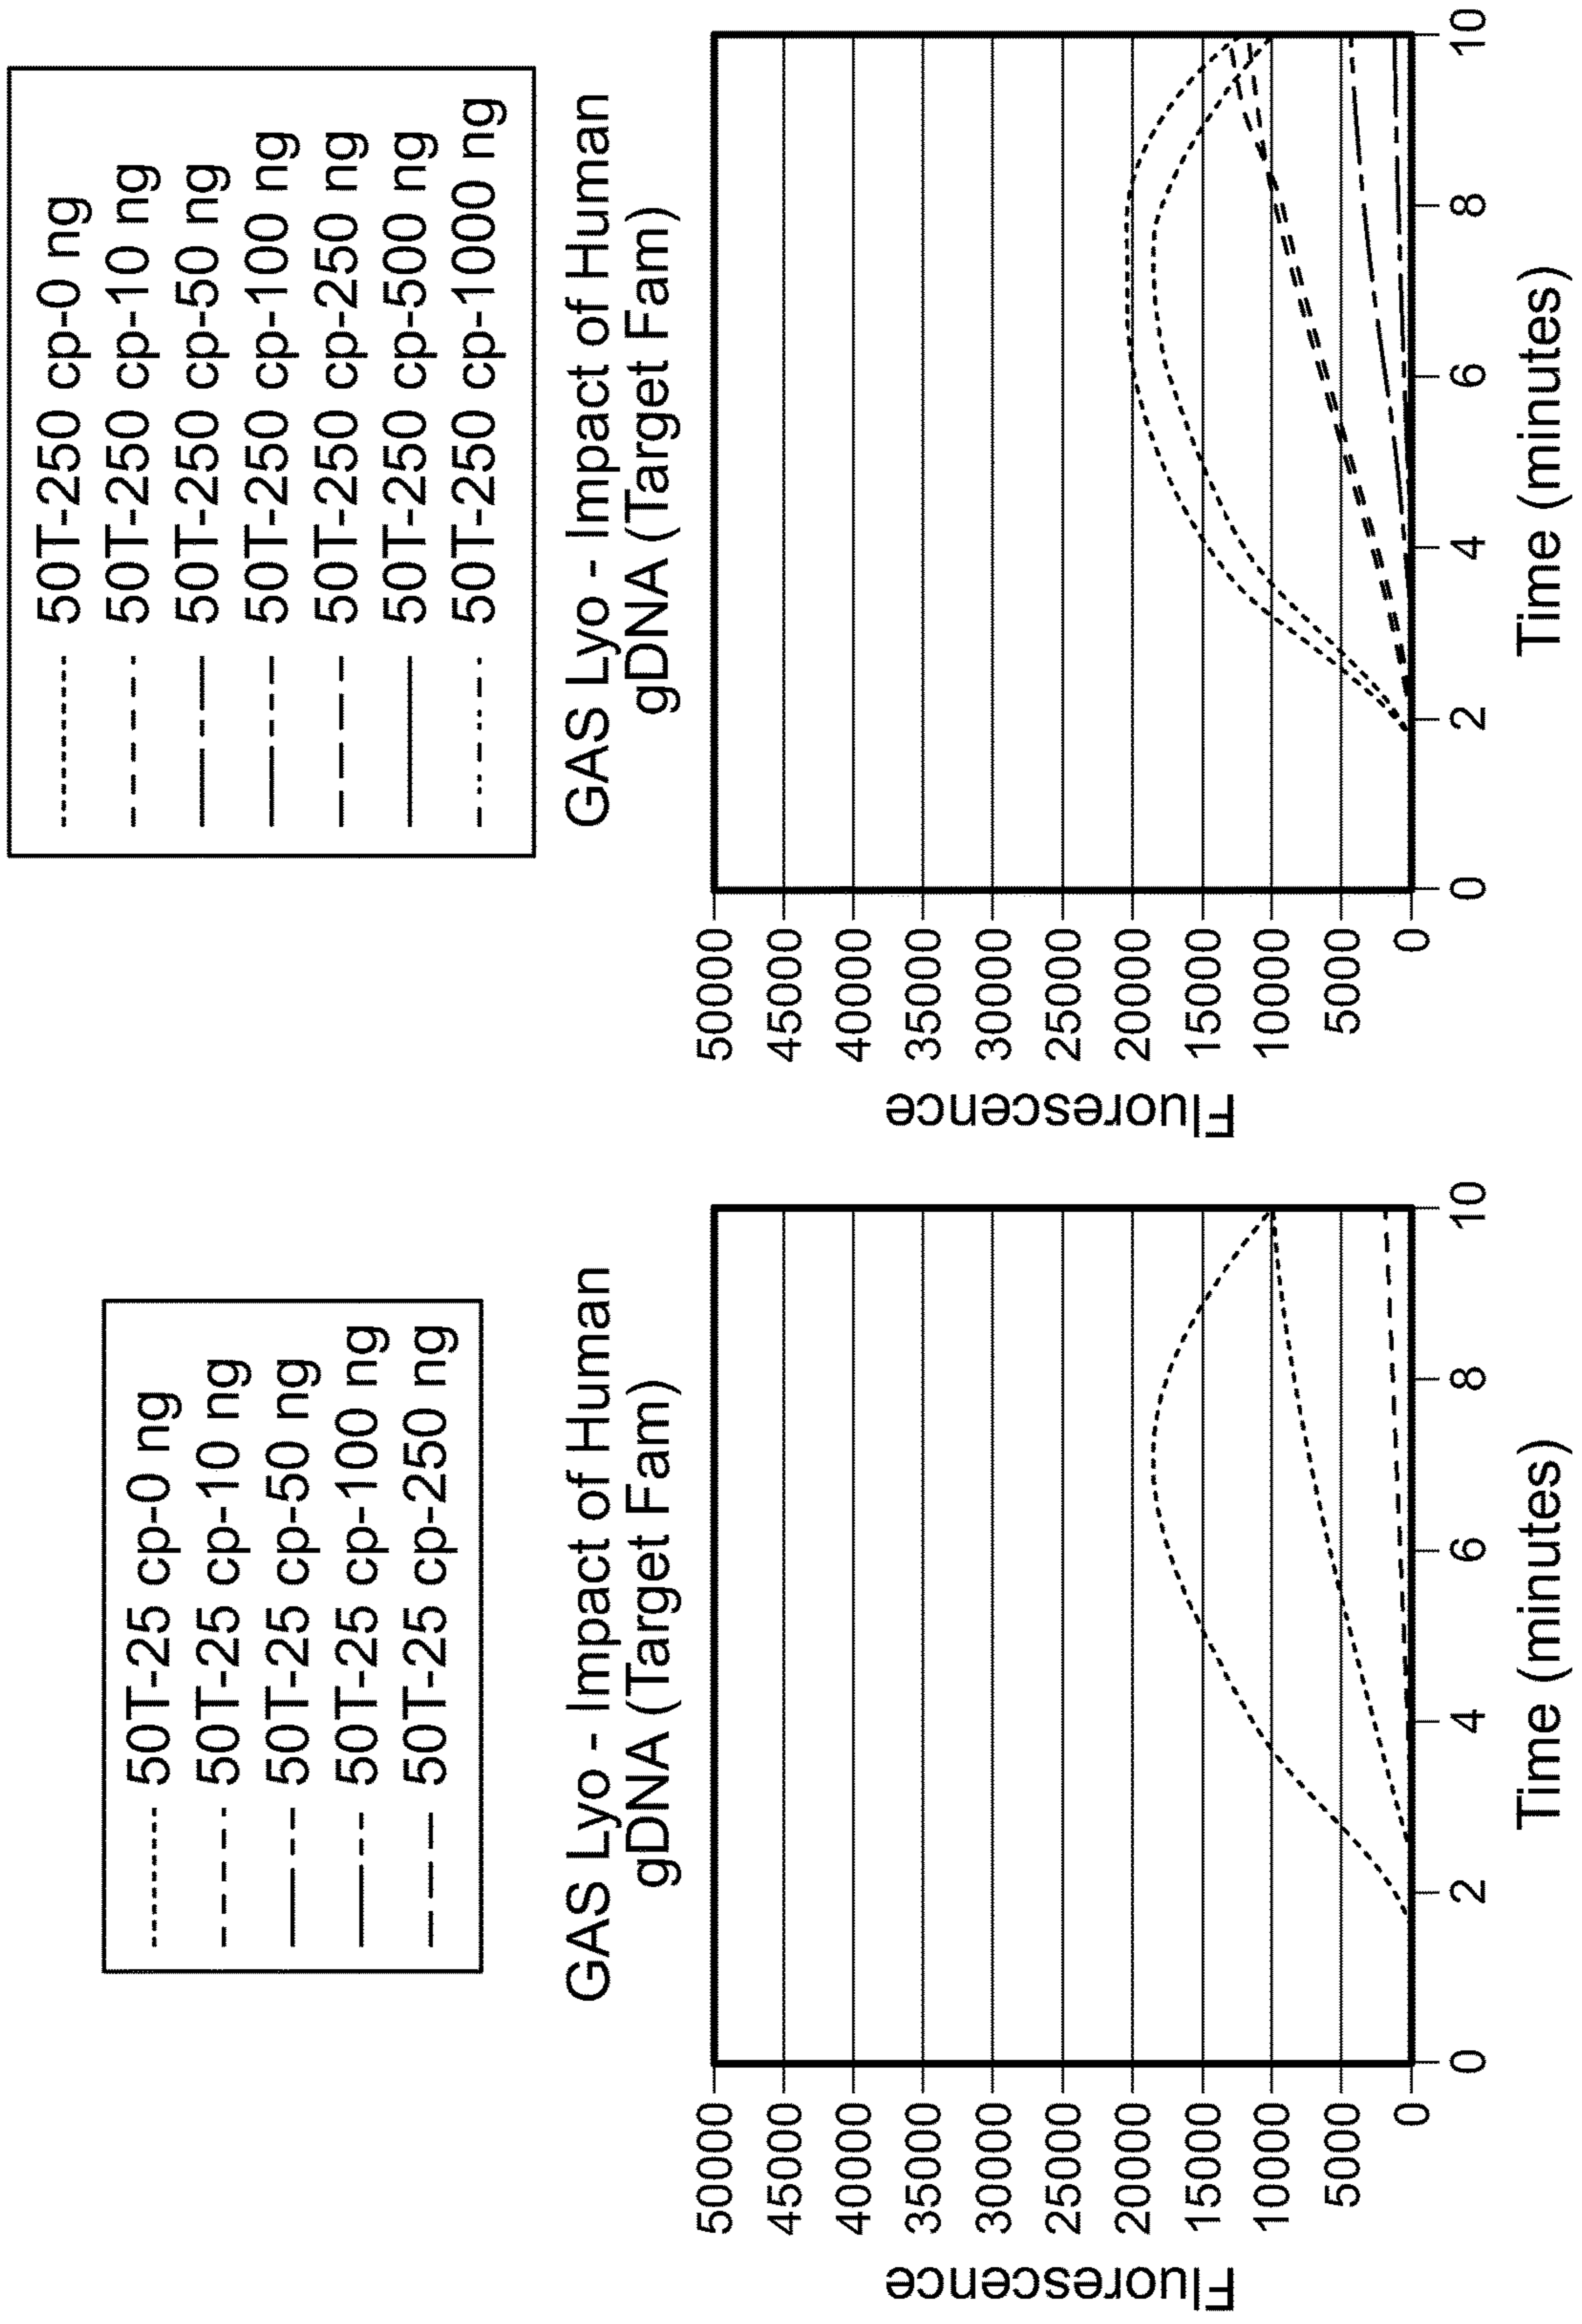 50T-25 cp-0 ng
50T-25 cp-10 ng
50T-25 cp-50 ng
50T-25 cp-100 ng
50T-25 cp-250 ng
GAS Lyo - Impact of Human
gDNA (Target Fam)
Fluorescence
50000
45000
40000
35000
30000
25000
20000
15000
10000
5000
0
0 2 4 6 8 10
Time (minutes)
50T-250 cp-0 ng
50T-250 cp-10 ng
50T-250 cp-50 ng
50T-250 cp-100 ng
50T-250 cp-250 ng
50T-250 cp-500 ng
50T-250 cp-1000 ng
GAS Lyo - Impact of Human
gDNA (Target Fam)
Fluorescence
50000
45000
40000
35000
30000
25000
20000
15000
10000
5000
0
0 2 4 6 8 10
Time (minutes)